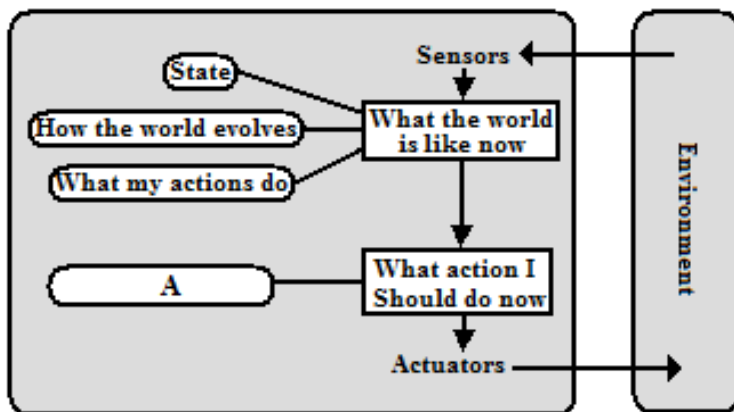 Sensors
State
What the world
is like now
How the world evolves
What my actions do
What action I
Should do now
A
Actuators
Environment